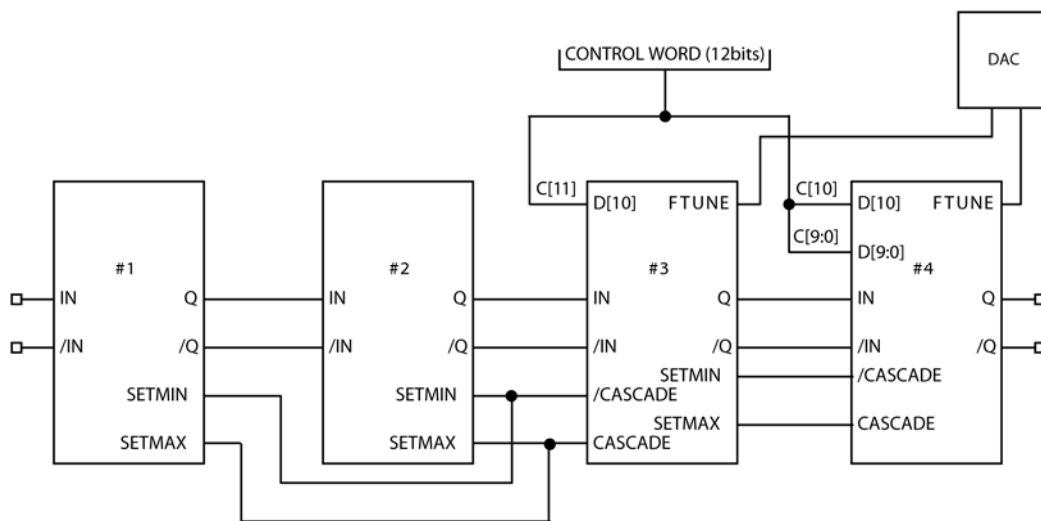 CONTROL WORD (12bits)
DAC
C[11]
C[10]
C[9:0]
#1
IN
/IN
Q
/Q
SETMIN
SETMAX
#2
IN
/IN
Q
/Q
SETMIN
SETMAX
D[10]
FTUNE
#3
IN
/IN
Q
/Q
SETMIN
/CASCADE
SETMAX
CASCADE
D[10]
FTUNE
D[9:0]
#4
IN
/IN
Q
/Q
/CASCADE
CASCADE